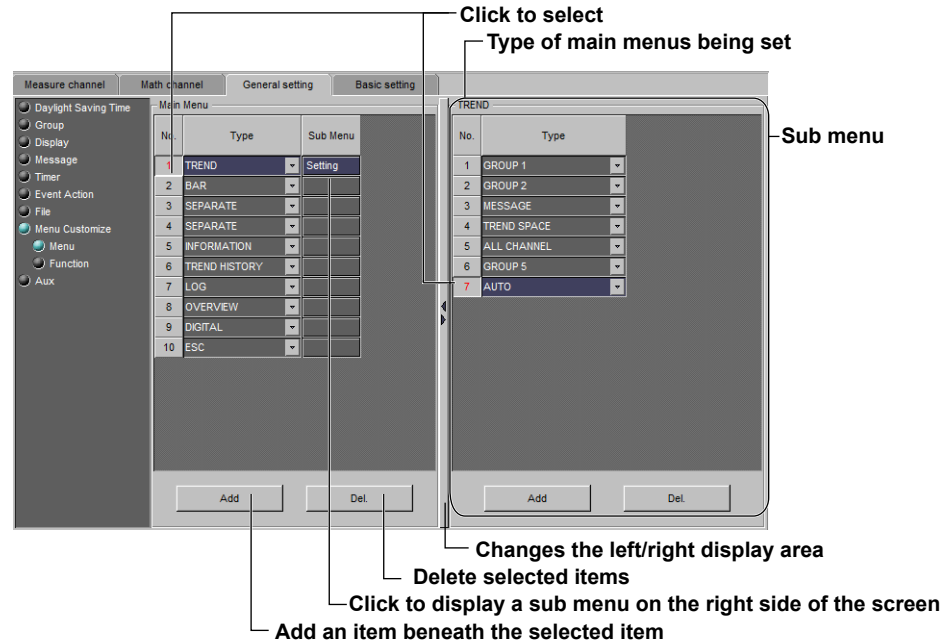 Click to select
Type of main menus being set
Measure channel Math channel General setting Basic setting
Daylight Saving Time
Group
Display
Message
Timer
Event Action
File
Menu Customize
Menu
Function
Aux
Main Menu
No. Type Sub Menu
1 TREND Setting
2 BAR
3 SEPARATE
4 SEPARATE
5 INFORMATION
6 TREND HISTORY
7 LOG
8 OVERVIEW
9 DIGITAL
10 ESC
Add Del.
TREND
No. Type
1 GROUP 1
2 GROUP 2
3 MESSAGE
4 TREND SPACE
5 ALL CHANNEL
6 GROUP 5
7 AUTO
Add Del.
Sub menu
Changes the left/right display area
Delete selected items
Click to display a sub menu on the right side of the screen
Add an item beneath the selected item